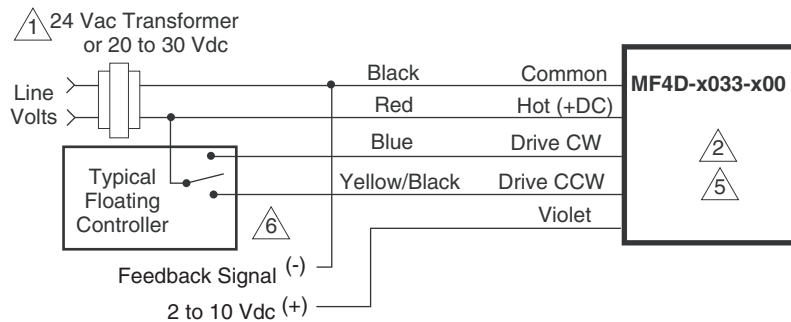 1 24 Vac Transformer
or 20 to 30 Vdc
Line
Volts
Black Common
Red Hot (+DC)
Blue Drive CW
Yellow/Black Drive CCW
Violet
MF4D-x033-x00
2
5
Typical
Floating
Controller
6
Feedback Signal (-)
2 to 10 Vdc (+)